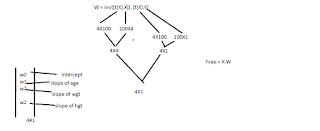 W = inv[t(X).X)]. [t(X).Y]
4X100 100X4 4X100 100X1
4X4 4X1
Ycap = X.W
w0 intercept
w1 slope of age
w2 slope of wgt
w3 slope of hgt
4X1
4X1